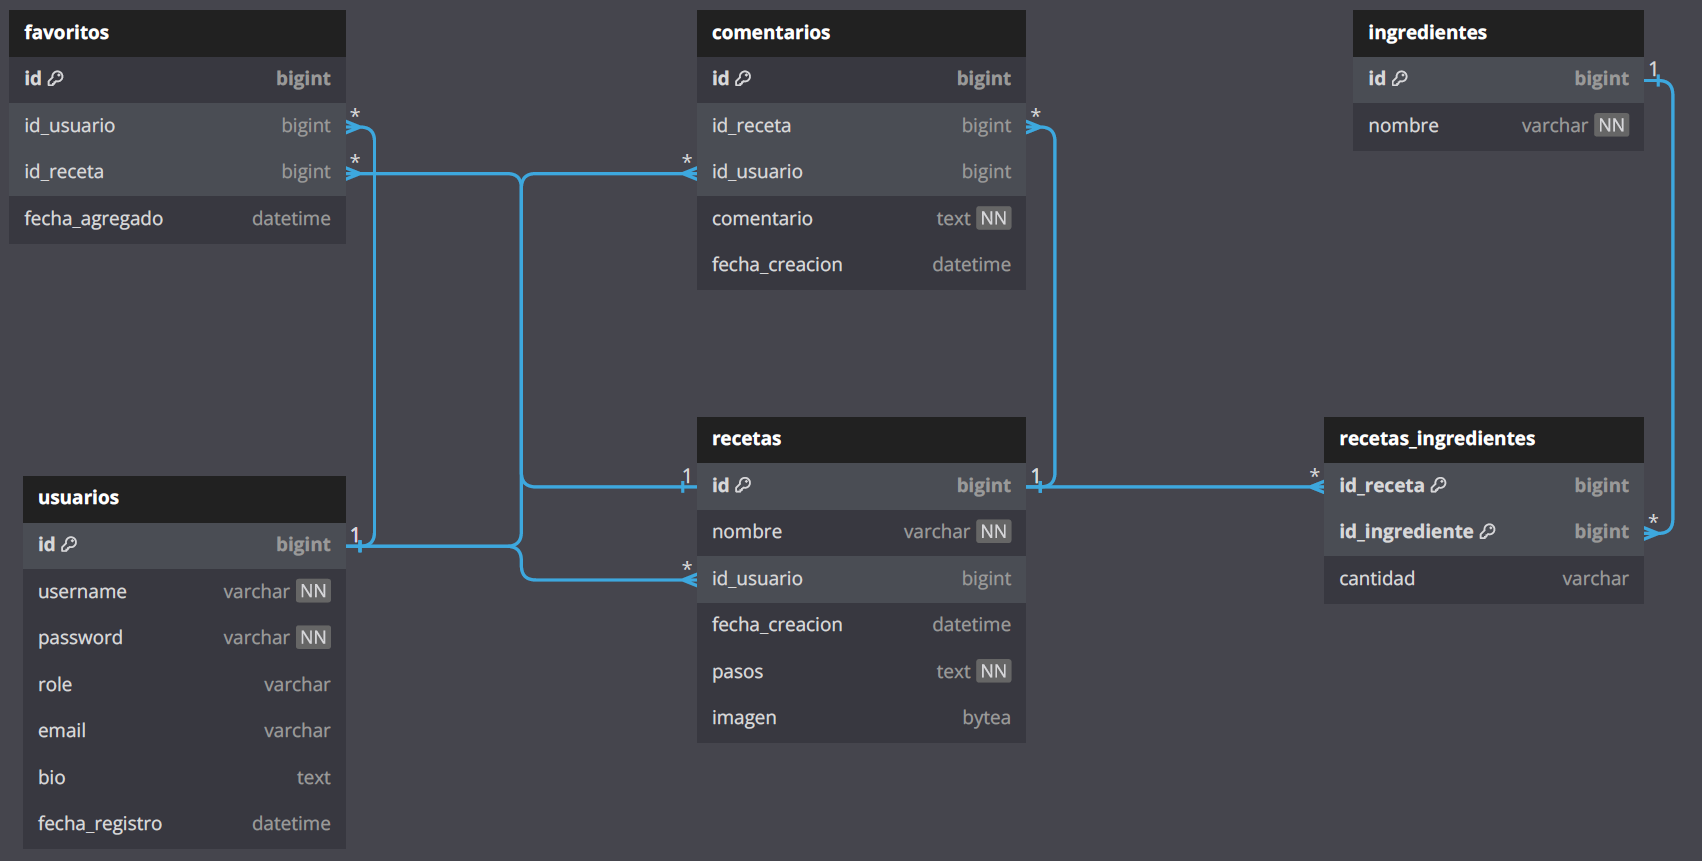 favoritos
id bigint
id_usuario bigint *
id_receta bigint *
fecha_agregado datetime
comentarios
id bigint
id_receta bigint *
* id_usuario bigint
comentario text NN
fecha_creacion datetime
ingredientes
id bigint 1
nombre varchar NN
usuarios
id bigint 1
username varchar NN
password varchar NN
role varchar
email varchar
bio text
fecha_registro datetime
recetas
1 id bigint 1
nombre varchar NN
* id_usuario bigint
fecha_creacion datetime
pasos text NN
imagen bytea
recetas_ingredientes
* id_receta bigint
id_ingrediente bigint *
cantidad varchar